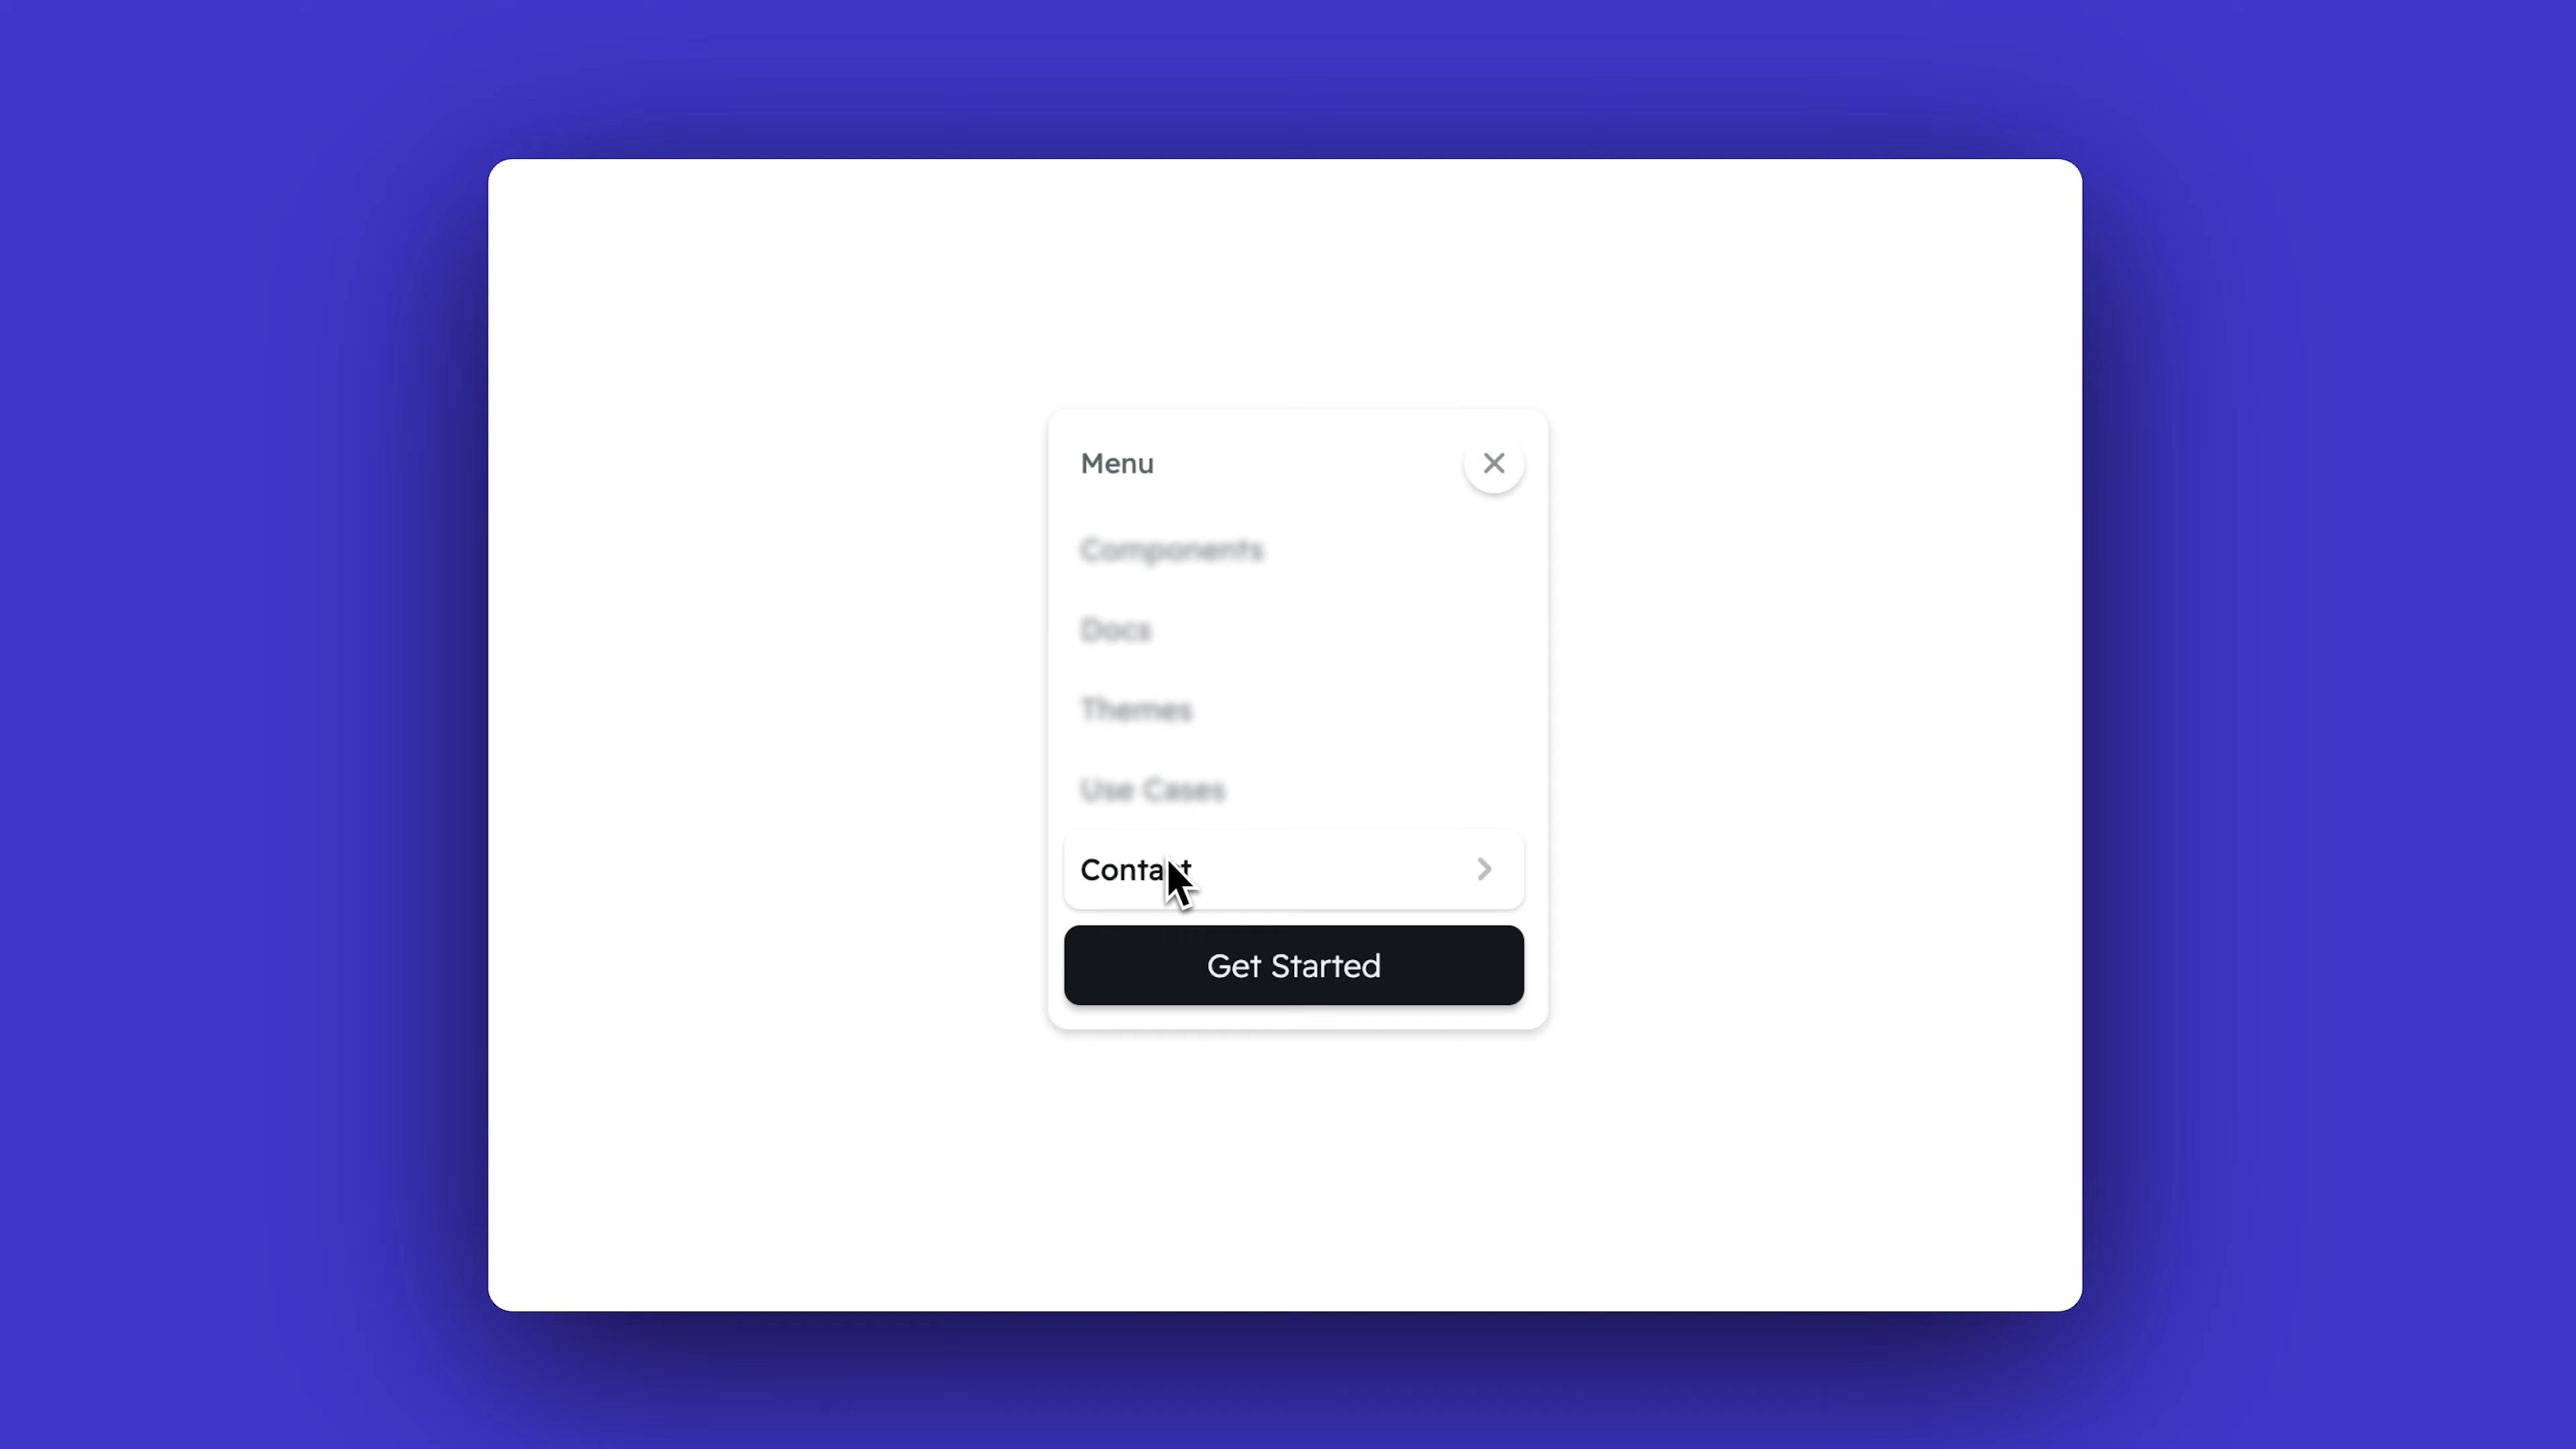 Menu
Components
Docs
Themes
Use Cases
Contact
Get Started